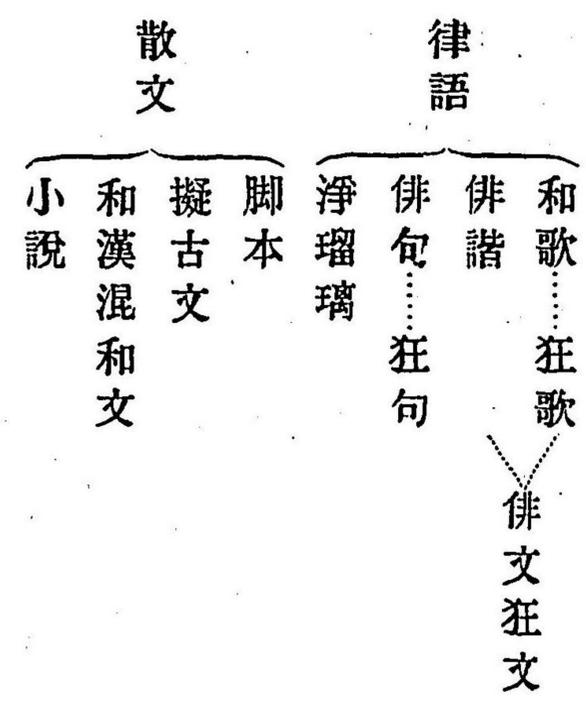 律語
和歌……狂歌
俳諧
俳句……狂句
淨瑠璃
俳文狂文
散文
脚本
擬古文
和漢混和文
小說